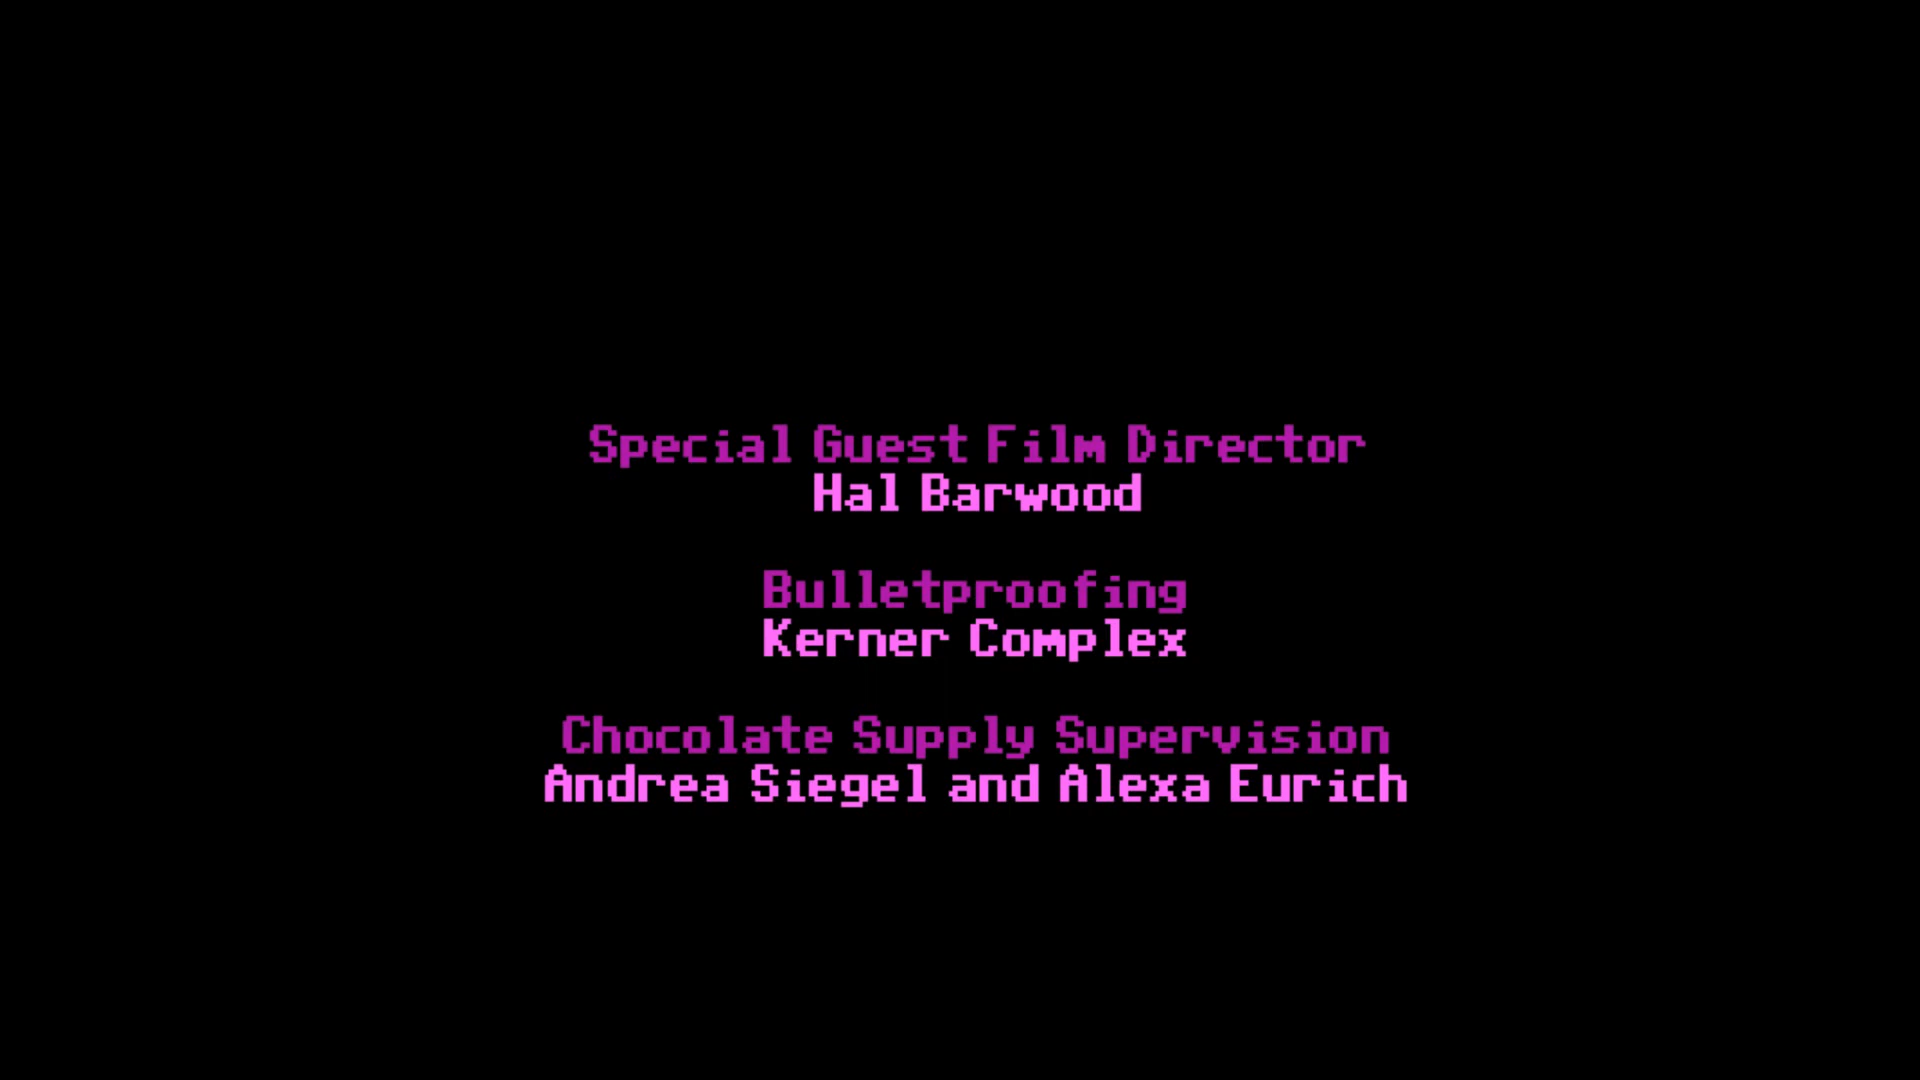 Special Guest Film Director
Hal Barwood
Bulletproofing
Kerner Complex
Chocolate Supply Supervision
Andrea Siegel and Alexa Eurich